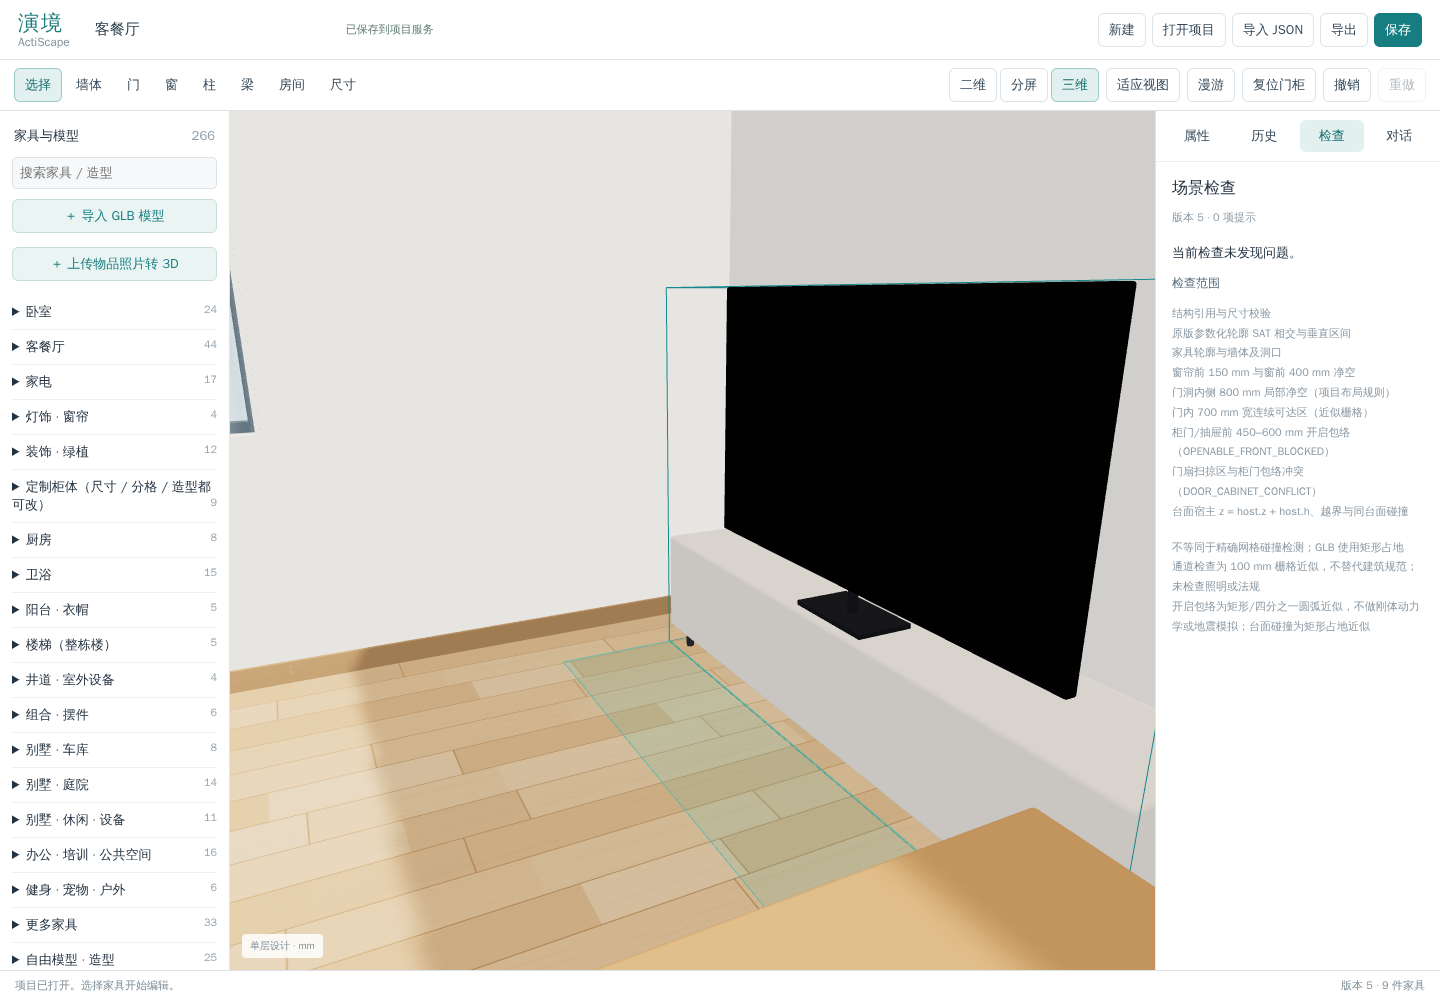 演境
ActiScape
客餐厅
已保存到项目服务
新建
打开项目
导入 JSON
导出
保存
选择
墙体
门
窗
柱
梁
房间
尺寸
二维
分屏
三维
适应视图
漫游
复位门柜
撤销
重做
家具与模型
266
搜索家具 / 造型
+ 导入 GLB 模型
+ 上传物品照片转 3D
▶ 卧室 24
▶ 客餐厅 44
▶ 家电 17
▶ 灯饰 · 窗帘 4
▶ 装饰 · 绿植 12
▶ 定制柜体（尺寸 / 分格 / 造型都
可改） 9
▶ 厨房 8
▶ 卫浴 15
▶ 阳台 · 衣帽 5
▶ 楼梯（整栋楼） 5
▶ 井道 · 室外设备 4
▶ 组合 · 摆件 6
▶ 别墅 · 车库 8
▶ 别墅 · 庭院 14
▶ 别墅 · 休闲 · 设备 11
▶ 办公 · 培训 · 公共空间 16
▶ 健身 · 宠物 · 户外 6
▶ 更多家具 33
▶ 自由模型 · 造型 25
单层设计 · mm
属性
历史
检查
对话
场景检查
版本 5 · 0 项提示
当前检查未发现问题。
检查范围
结构引用与尺寸校验
原版参数化轮廓 SAT 相交与垂直区间
家具轮廓与墙体及洞口
窗帘前 150 mm 与窗前 400 mm 净空
门洞内侧 800 mm 局部净空（项目布局规则）
门内 700 mm 宽连续可达区（近似栅格）
柜门/抽屉前 450–600 mm 开启包络
（OPENABLE_FRONT_BLOCKED）
门扇扫掠区与柜门包络冲突
（DOOR_CABINET_CONFLICT）
台面宿主 z = host.z + host.h、越界与同台面碰撞
不等同于精确网格碰撞检测；GLB 使用矩形占地
通道检查为 100 mm 栅格近似，不替代建筑规范；
未检查照明或法规
开启包络为矩形/四分之一圆弧近似，不做刚体动力
学或地震模拟；台面碰撞为矩形占地近似
项目已打开。选择家具开始编辑。
版本 5 · 9 件家具